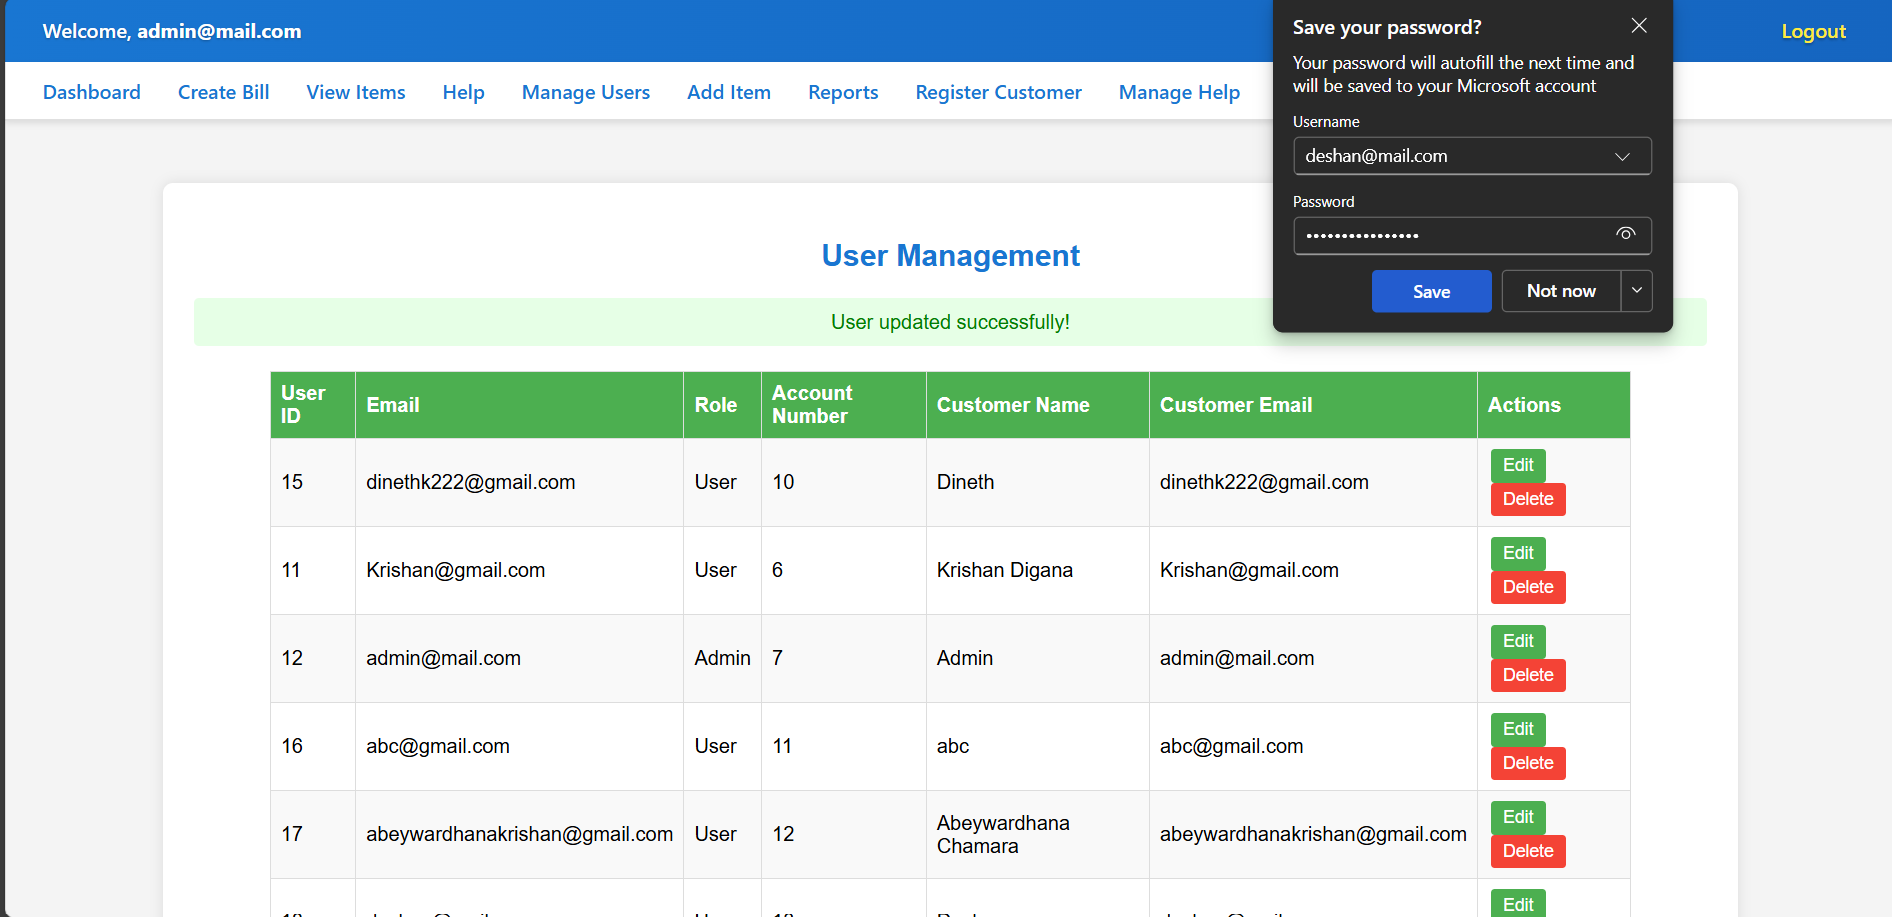 Welcome, admin@mail.com
Logout
Dashboard Create Bill View Items Help Manage Users Add Item Reports Register Customer Manage Help
Save your password?
Your password will autofill the next time and
will be saved to your Microsoft account
Username
deshan@mail.com
Password
••••••••••••••••
Save Not now
User Management
User updated successfully!
User ID Email Role Account Number Customer Name Customer Email Actions
15 dinethk222@gmail.com User 10 Dineth dinethk222@gmail.com Edit Delete
11 Krishan@gmail.com User 6 Krishan Digana Krishan@gmail.com Edit Delete
12 admin@mail.com Admin 7 Admin admin@mail.com Edit Delete
16 abc@gmail.com User 11 abc abc@gmail.com Edit Delete
17 abeywardhanakrishan@gmail.com User 12 Abeywardhana Chamara abeywardhanakrishan@gmail.com Edit Delete
Edit